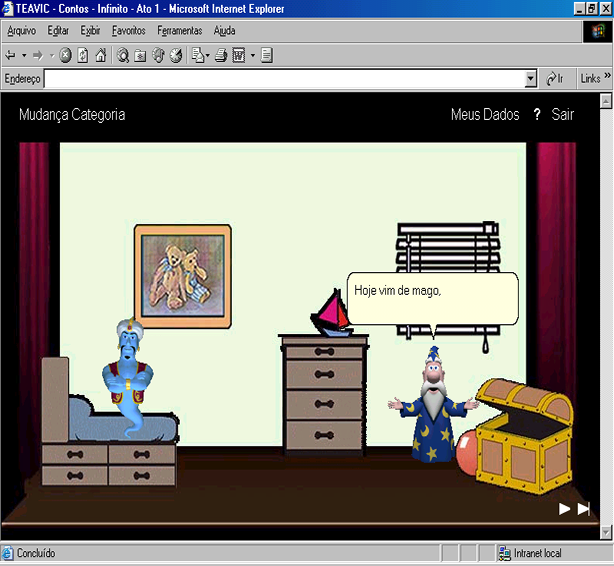 TEAVIC - Contos - Infinito - Ato 1 - Microsoft Internet Explorer
Arquivo Editar Exibir Favoritos Ferramentas Ajuda
Endereço Ir Links »
Mudança Categoria Meus Dados ? Sair
Hoje vim de mago,
Concluído Intranet local